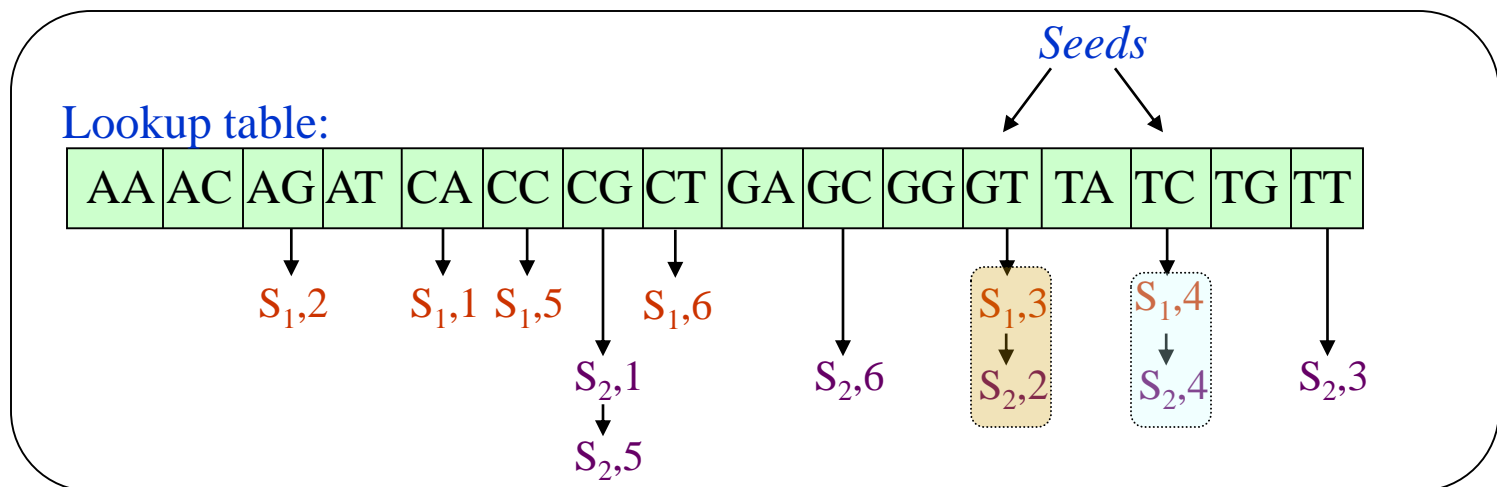 Seeds
Lookup table:
AA AC AG AT CA CC CG CT GA GC GG GT TA TC TG TT
S₁,2 S₁,1 S₁,5 S₁,6 S₁,3 S₁,4
S₂,1 S₂,6 S₂,2 S₂,4 S₂,3
S₂,5